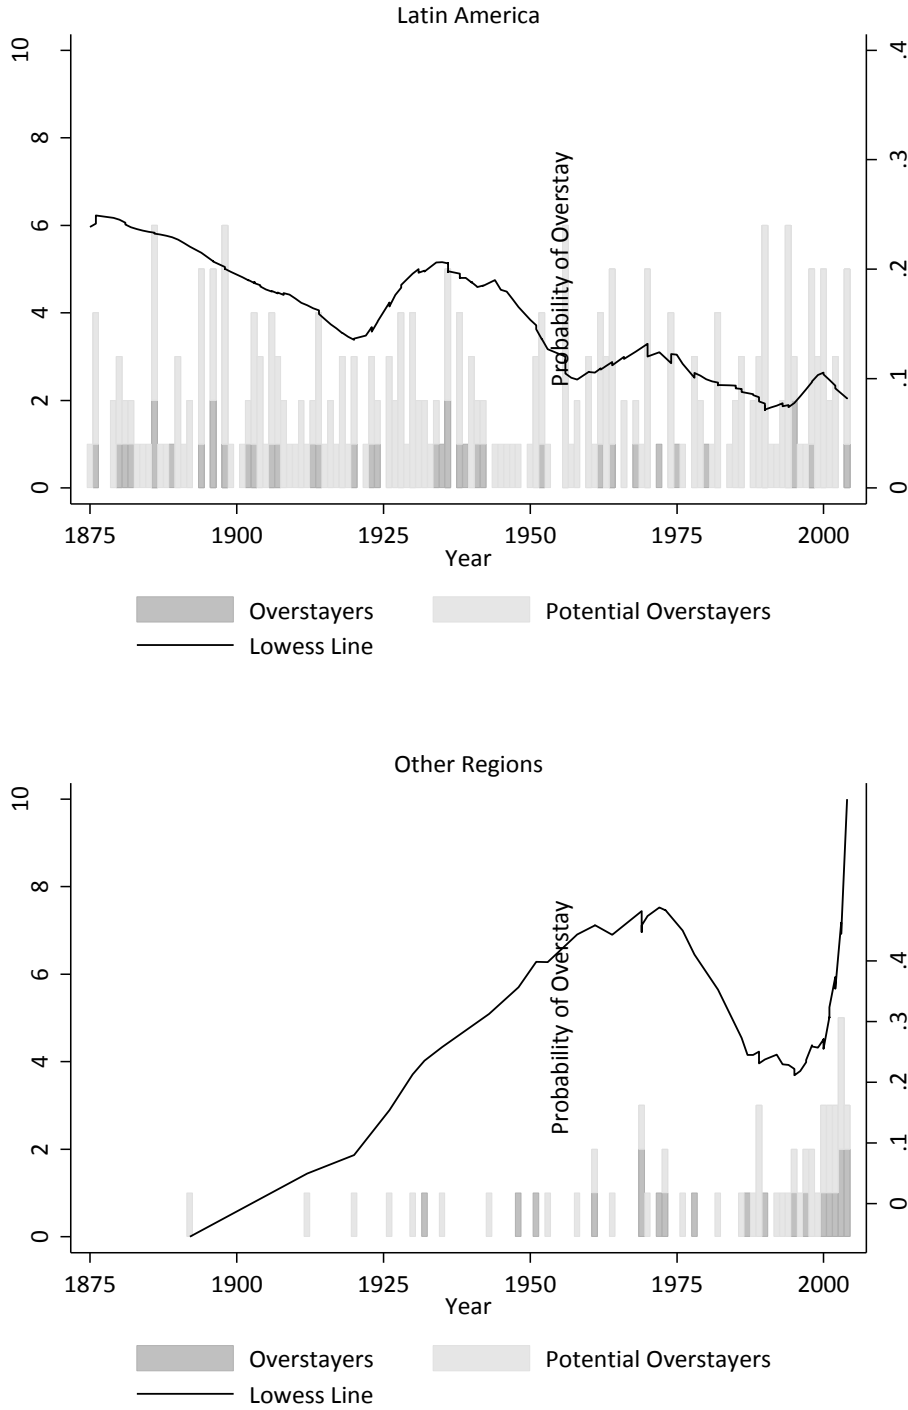 Latin America
10
8
6
4
2
0
.4
.3
.2
.1
0
Probability of Overstay
1875 1900 1925 1950 1975 2000
Year
Overstayers Potential Overstayers
Lowess Line
Other Regions
10
8
6
4
2
0
.4
.3
.2
.1
0
Probability of Overstay
1875 1900 1925 1950 1975 2000
Year
Overstayers Potential Overstayers
Lowess Line